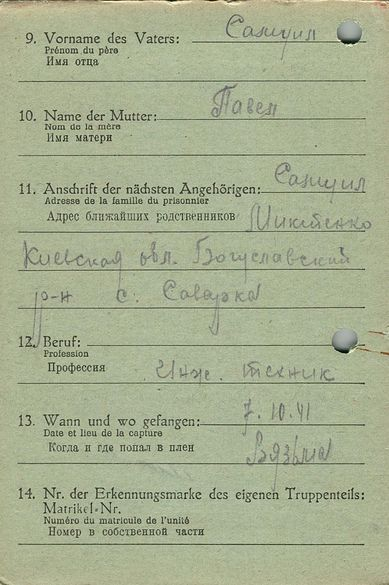 9. Vorname des Vaters: Самуил
Prénom du père
Имя отца
10. Name der Mutter: Павел
Nom de la mère
Имя матери
11. Anschrift der nächsten Angehörigen: Самуил
Adresse de la famille du prisonnier
Адрес ближайших родственников Микитенко
Киевская обл. Богуславский
р-н с. Саварка
12. Beruf:
Profession
Профессия Инж. техник
13. Wann und wo gefangen: 7.10.41
Date et lieu de la capture
Когда и где попал в плен Вязьма
14. Nr. der Erkennungsmarke des eigenen Truppenteils:
Matrikel-Nr.
Numéro du matricule de l'unité
Номер в собственной части